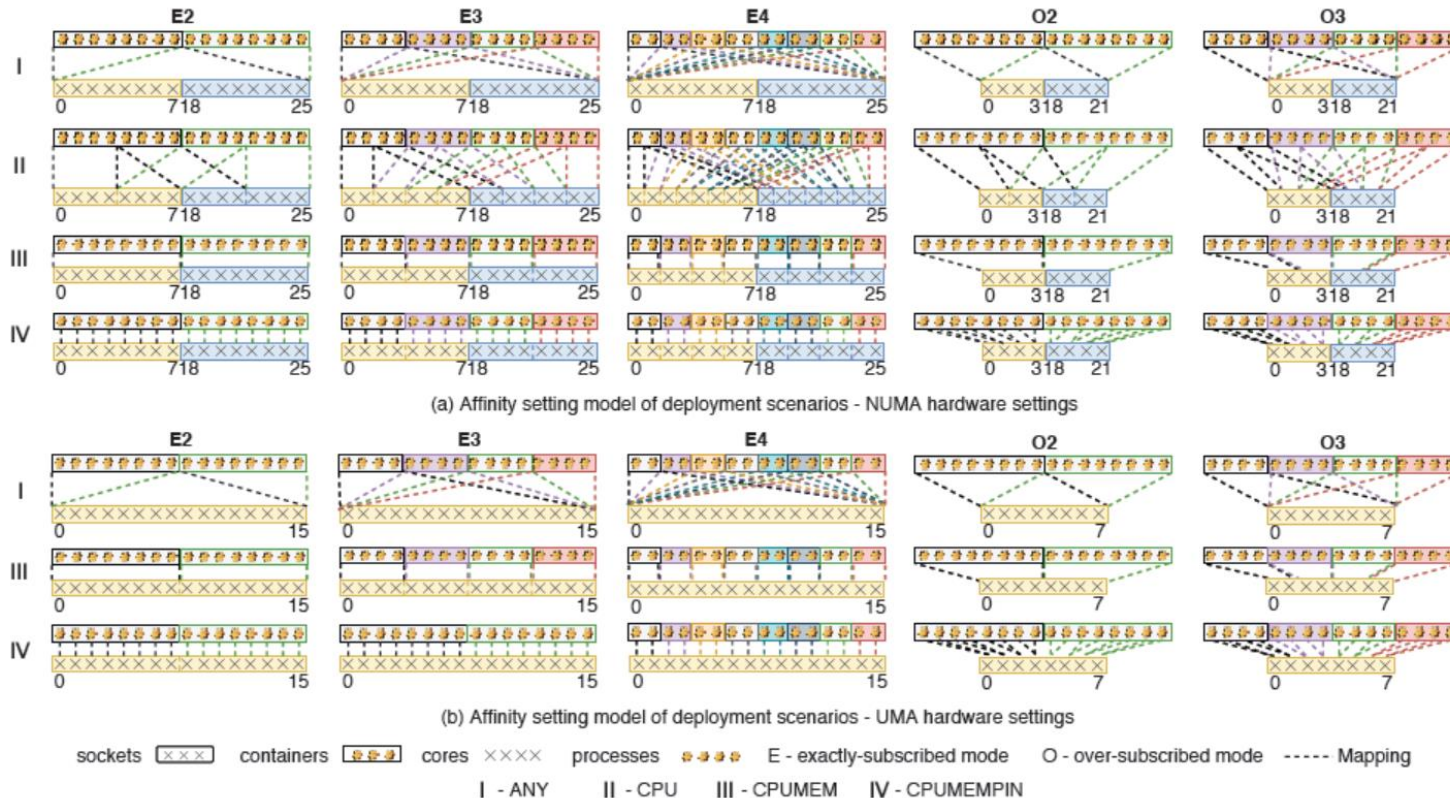 E2 E3 E4 O2 O3
I
0 718 25 0 718 25 0 718 25 0 318 21 0 318 21
II
0 718 25 0 718 25 0 718 25 0 318 21 0 318 21
III
0 718 25 0 718 25 0 718 25 0 318 21 0 318 21
IV
0 718 25 0 718 25 0 718 25 0 318 21 0 318 21
(a) Affinity setting model of deployment scenarios - NUMA hardware settings
E2 E3 E4 O2 O3
I
0 15 0 15 0 15 0 7 0 7
III
0 15 0 15 0 15 0 7 0 7
IV
0 15 0 15 0 15 0 7 0 7
(b) Affinity setting model of deployment scenarios - UMA hardware settings
sockets containers cores processes E - exactly-subscribed mode O - over-subscribed mode Mapping
I - ANY II - CPU III - CPUMEM IV - CPUMEMPIN